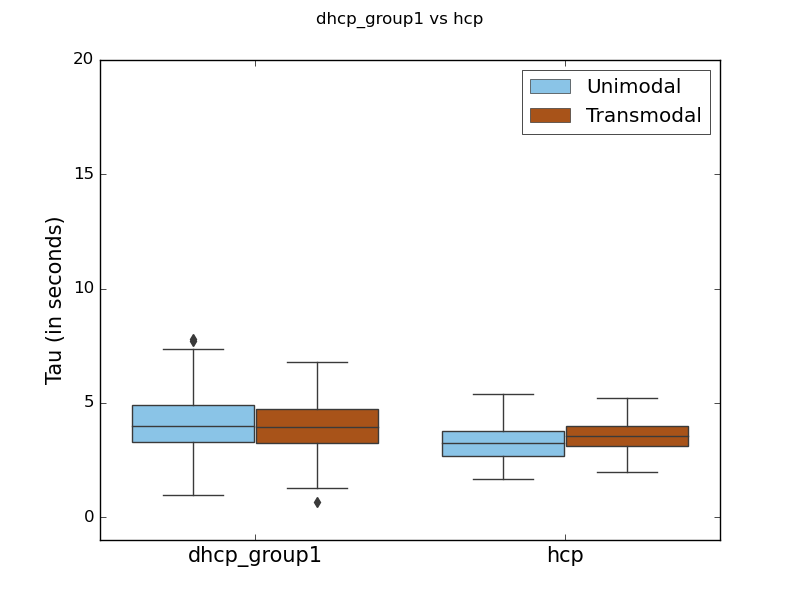 dhcp_group1 vs hcp
20
15
10
5
0
Tau (in seconds)
Unimodal
Transmodal
dhcp_group1
hcp